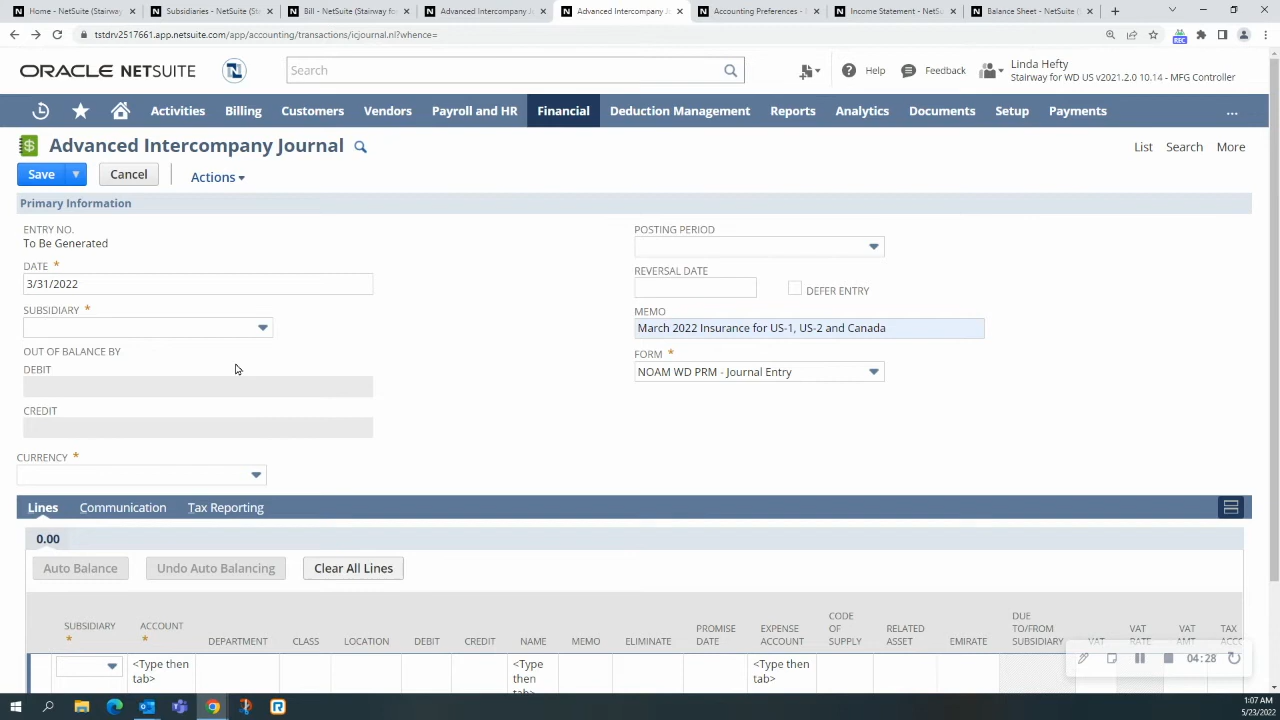 Home - NetSuite (Stairway
Subsidiaries - NetSuite (St
Bill - NetSuite (Stairway fo
Advanced Intercompany J
Advanced Intercompany J
Accounting Preferences -
Income Statement - NetSu
Balance Sheet - NetSuite (
tstdrv2517661.app.netsuite.com/app/accounting/transactions/icjournal.nl?whence=
REC
ORACLE NETSUITE
N
Search
Help
Feedback
Linda Hefty
Stairway for WD US v2021.2.0 10.14 - MFG Controller
Activities
Billing
Customers
Vendors
Payroll and HR
Financial
Deduction Management
Reports
Analytics
Documents
Setup
Payments
...
Advanced Intercompany Journal
List
Search
More
Save
Cancel
Actions
Primary Information
ENTRY NO.
To Be Generated
DATE *
3/31/2022
SUBSIDIARY *
OUT OF BALANCE BY
DEBIT
CREDIT
CURRENCY *
POSTING PERIOD
REVERSAL DATE
DEFER ENTRY
MEMO
March 2022 Insurance for US-1, US-2 and Canada
FORM *
NOAM WD PRM - Journal Entry
Lines
Communication
Tax Reporting
0.00
Auto Balance
Undo Auto Balancing
Clear All Lines
SUBSIDIARY *
ACCOUNT *
DEPARTMENT
CLASS
LOCATION
DEBIT
CREDIT
NAME
MEMO
ELIMINATE
PROMISE
DATE
EXPENSE
ACCOUNT
CODE
OF
SUPPLY
RELATED
ASSET
EMIRATE
DUE
TO/FROM
SUBSIDIARY
VAT
VAT
RATE
VAT
AMT
TAX
ACCO
<Type then
tab>
<Type
then
tab>
<Type then
tab>
04:28
1:07 AM
5/23/2022